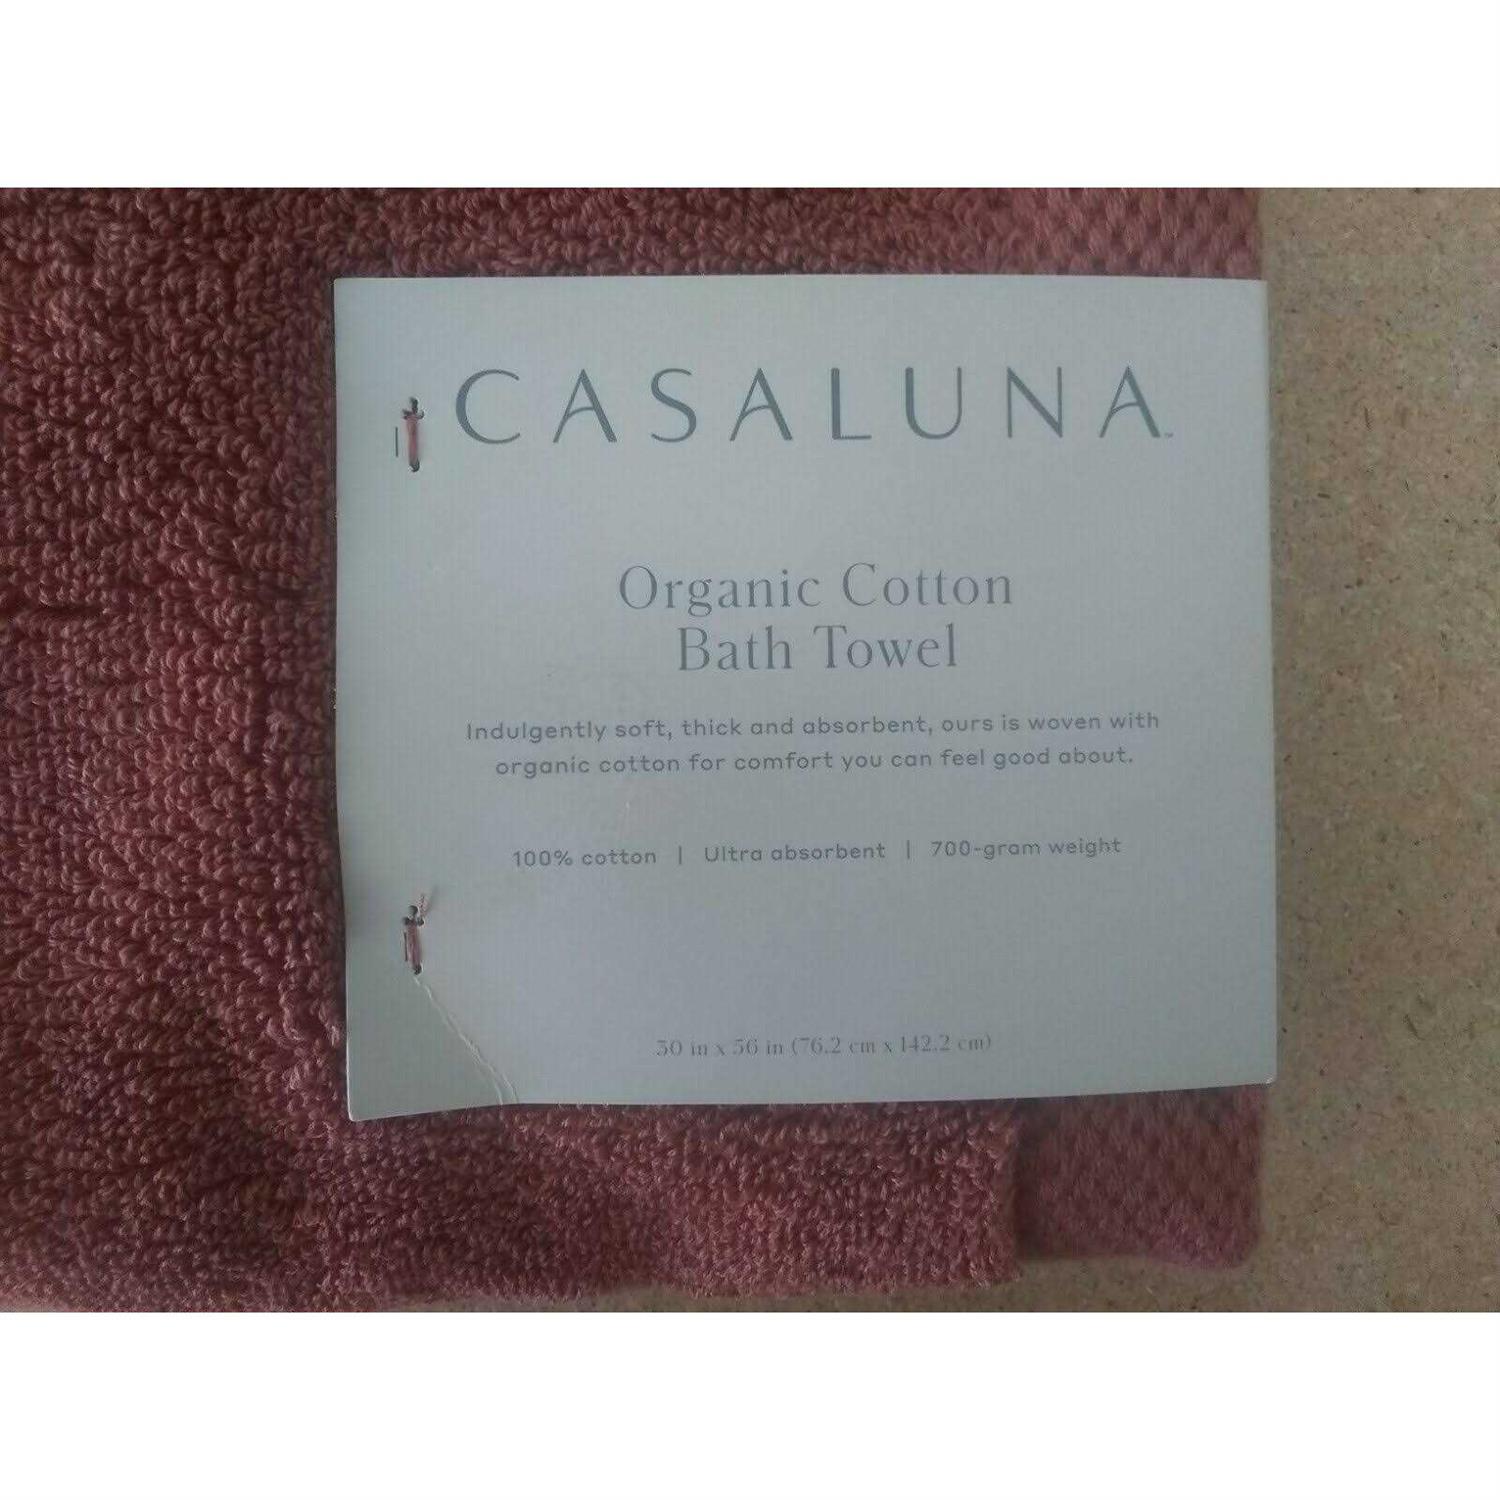 CASALUNA™
Organic Cotton
Bath Towel
Indulgently soft, thick and absorbent, ours is woven with
organic cotton for comfort you can feel good about.
100% cotton | Ultra absorbent | 700-gram weight
30 in x 56 in (76.2 cm x 142.2 cm)